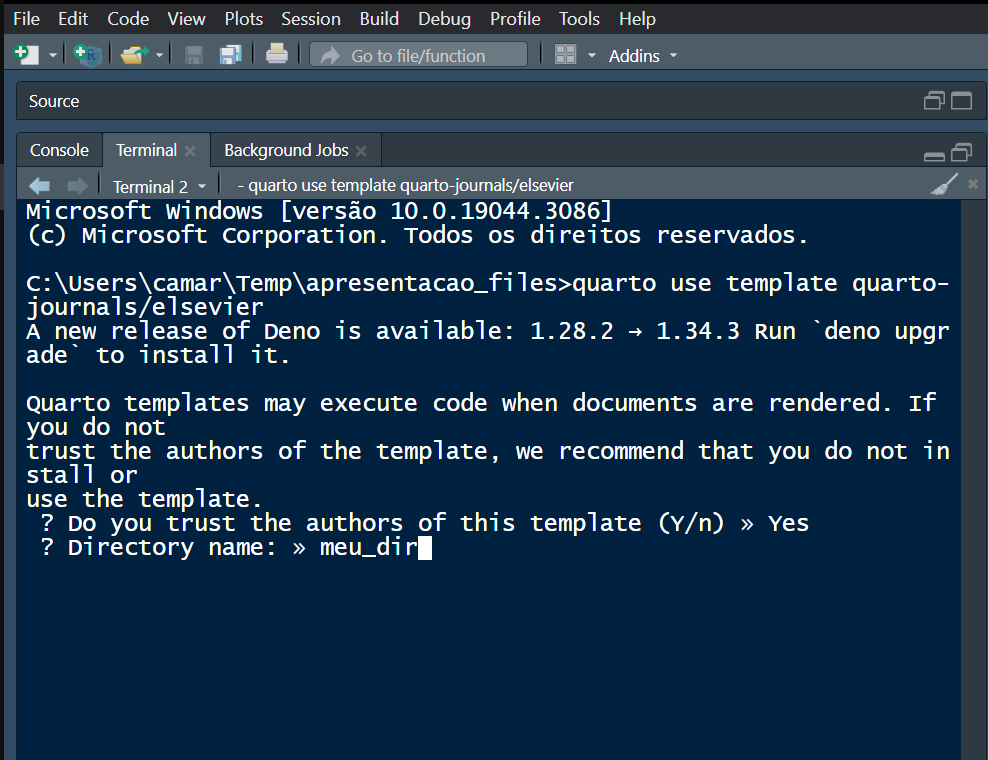 File Edit Code View Plots Session Build Debug Profile Tools Help
Go to file/function Addins
Source
Console Terminal Background Jobs
Terminal 2 - quarto use template quarto-journals/elsevier
Microsoft Windows [versão 10.0.19044.3086]
(c) Microsoft Corporation. Todos os direitos reservados.
C:\Users\camar\Temp\apresentacao_files>quarto use template quarto-
journals/elsevier
A new release of Deno is available: 1.28.2 → 1.34.3 Run `deno upgr
ade` to install it.
Quarto templates may execute code when documents are rendered. If
you do not
trust the authors of the template, we recommend that you do not in
stall or
use the template.
? Do you trust the authors of this template (Y/n) » Yes
? Directory name: » meu_dir